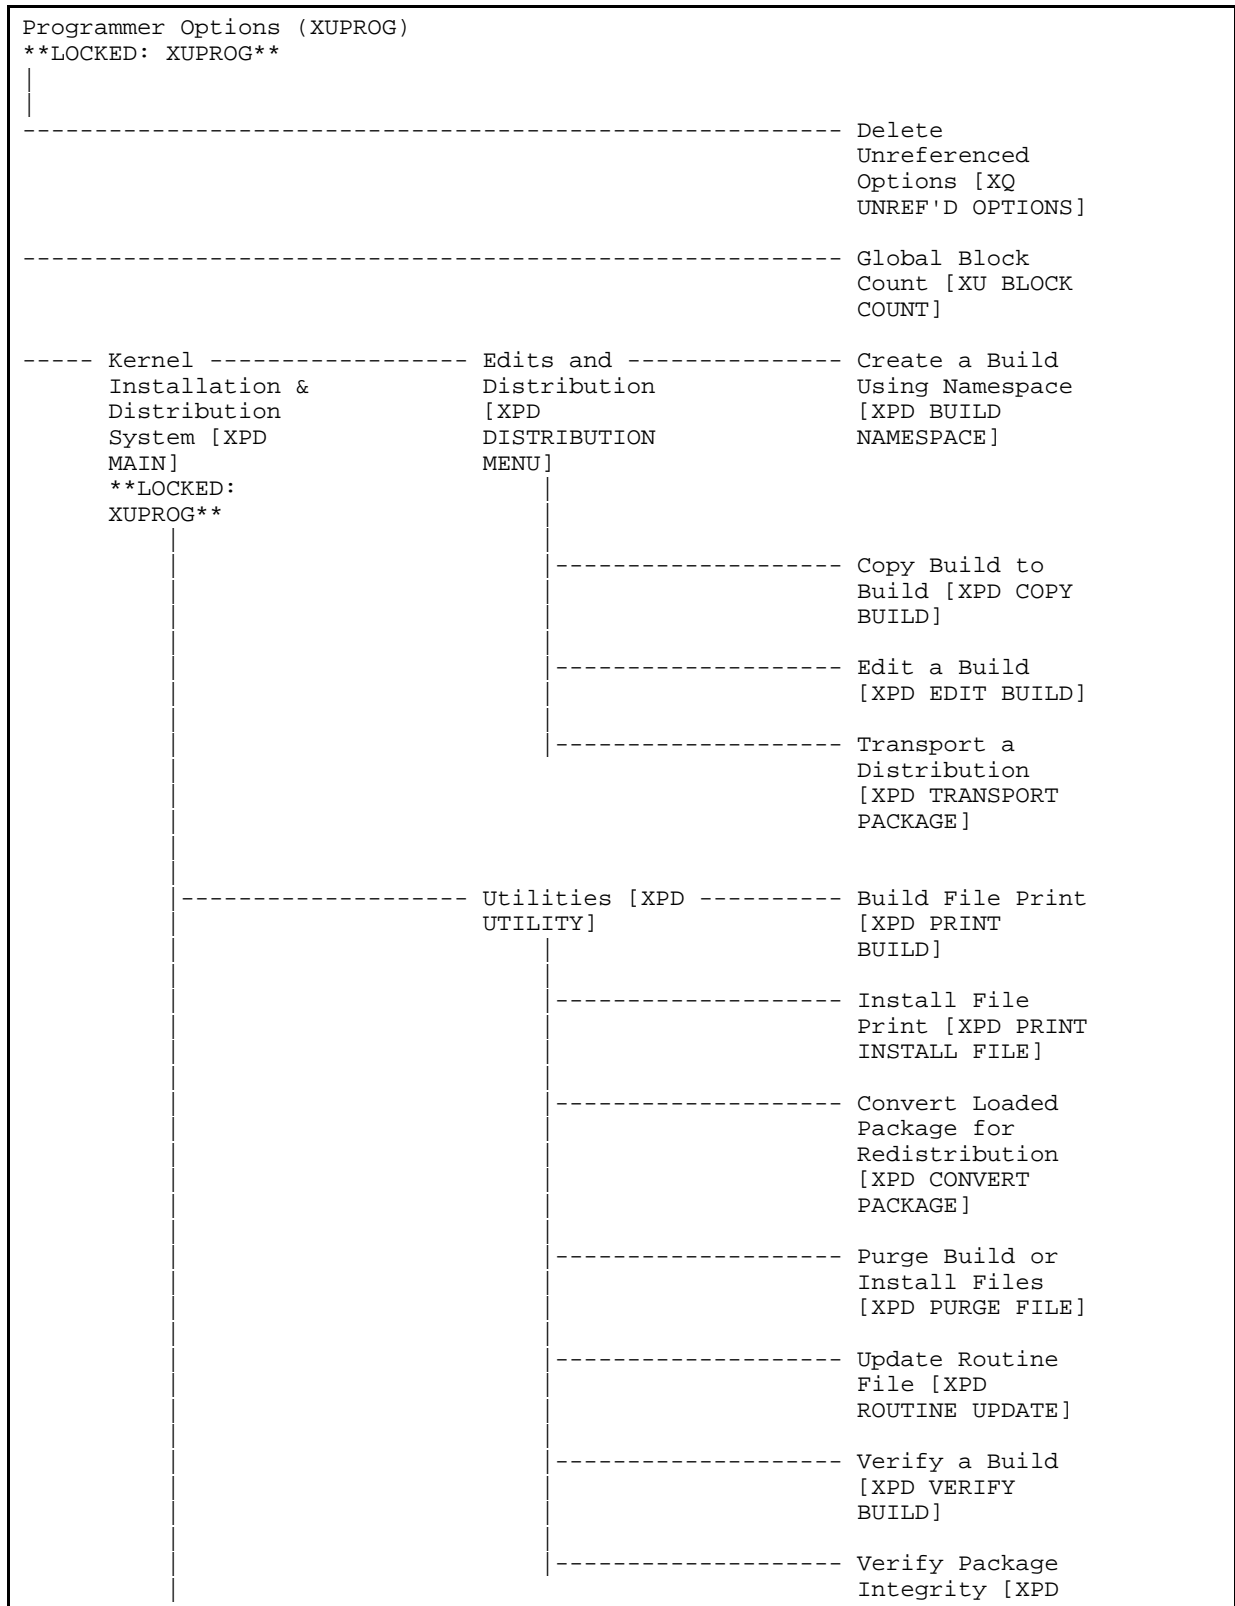 Programmer Options (XUPROG)
**LOCKED: XUPROG**
|
|
--------------------------------------------------------- Delete
Unreferenced
Options [XQ
UNREF'D OPTIONS]
--------------------------------------------------------- Global Block
Count [XU BLOCK
COUNT]
----- Kernel ------------------ Edits and --------------- Create a Build
Installation & Distribution Using Namespace
Distribution [XPD [XPD BUILD
System [XPD DISTRIBUTION NAMESPACE]
MAIN] MENU]
**LOCKED: |
XUPROG** |
| |
| |-------------------- Copy Build to
| | Build [XPD COPY
| | BUILD]
| |
| |-------------------- Edit a Build
| | [XPD EDIT BUILD]
| |
| |-------------------- Transport a
| Distribution
| [XPD TRANSPORT
| PACKAGE]
|
|-------------------- Utilities [XPD ---------- Build File Print
| UTILITY] [XPD PRINT
| | BUILD]
| |
| |-------------------- Install File
| | Print [XPD PRINT
| | INSTALL FILE]
| |
| |-------------------- Convert Loaded
| | Package for
| | Redistribution
| | [XPD CONVERT
| | PACKAGE]
| |
| |-------------------- Purge Build or
| | Install Files
| | [XPD PURGE FILE]
| |
| |-------------------- Update Routine
| | File [XPD
| | ROUTINE UPDATE]
| |
| |-------------------- Verify a Build
| | [XPD VERIFY
| | BUILD]
| |
| |-------------------- Verify Package
| Integrity [XPD